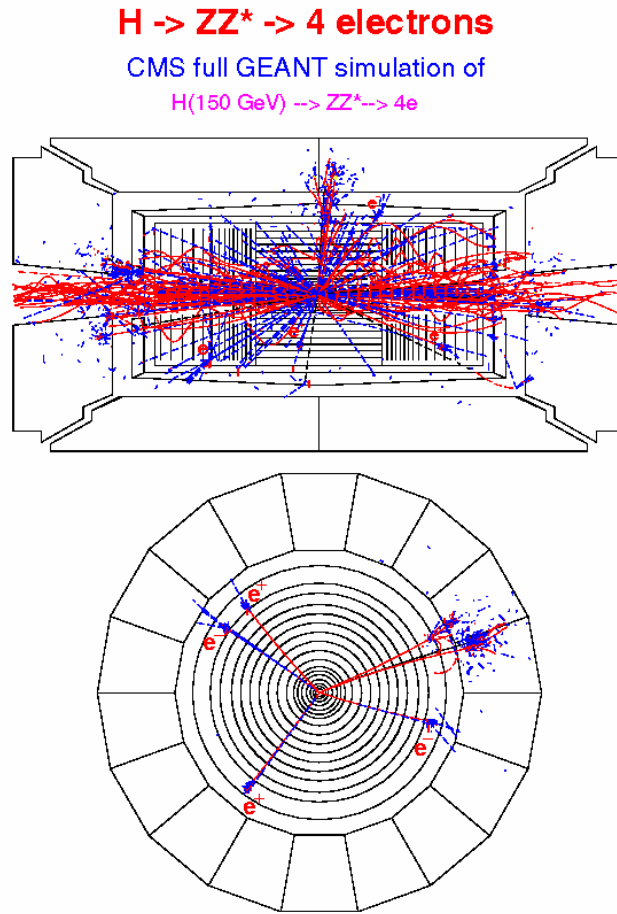 H -> ZZ* -> 4 electrons
CMS full GEANT simulation of
H(150 GeV) --> ZZ*--> 4e
e
e
e
e
e+
e-
e-
e+